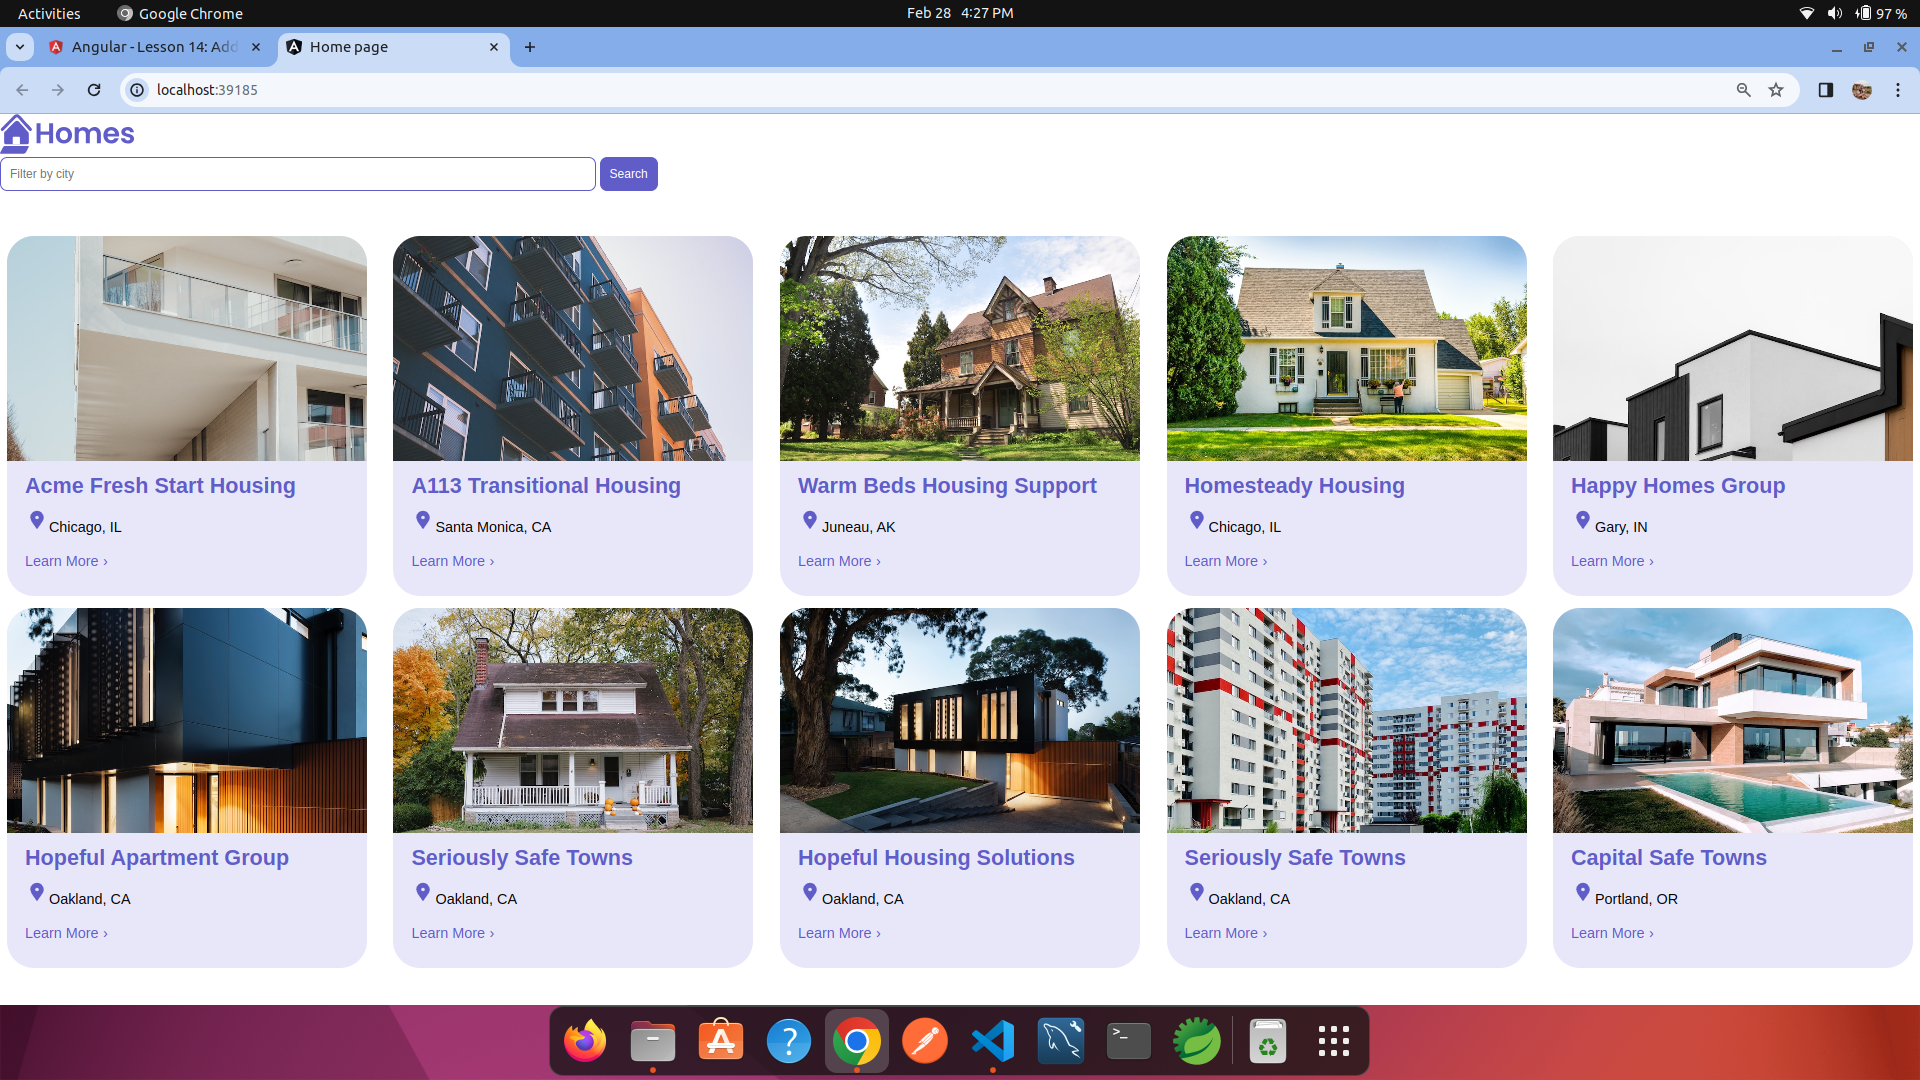 Activities
Google Chrome
Feb 28 4:27 PM
97 %
Angular - Lesson 14: Add
Home page
localhost:39185
Homes
Filter by city
Search
Acme Fresh Start Housing
Chicago, IL
Learn More ›
A113 Transitional Housing
Santa Monica, CA
Learn More ›
Warm Beds Housing Support
Juneau, AK
Learn More ›
Homesteady Housing
Chicago, IL
Learn More ›
Happy Homes Group
Gary, IN
Learn More ›
Hopeful Apartment Group
Oakland, CA
Learn More ›
Seriously Safe Towns
Oakland, CA
Learn More ›
Hopeful Housing Solutions
Oakland, CA
Learn More ›
Seriously Safe Towns
Oakland, CA
Learn More ›
Capital Safe Towns
Portland, OR
Learn More ›